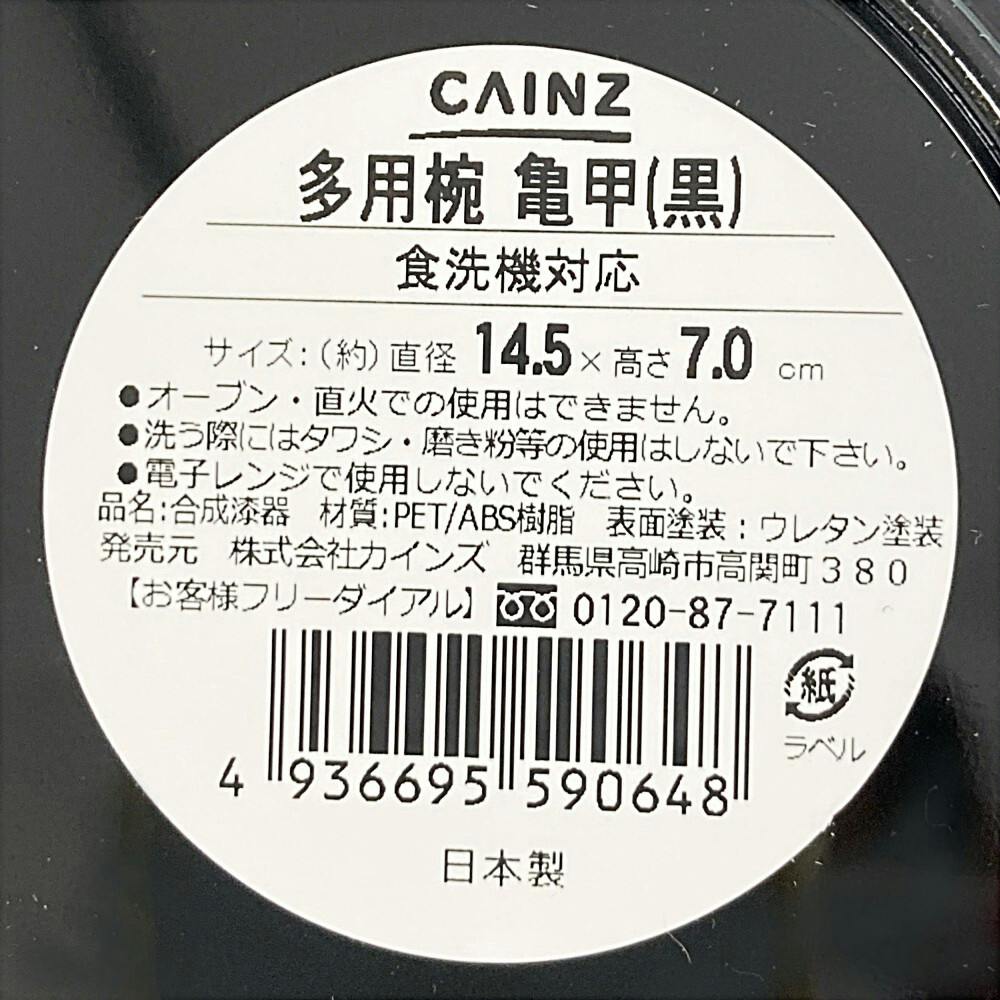 CAINZ
多用椀 亀甲(黒)
食洗機対応
サイズ:(約)直径 14.5×高さ 7.0 cm
●オーブン・直火での使用はできません。
●洗う際にはタワシ・磨き粉等の使用はしないで下さい。
●電子レンジで使用しないでください。
品名:合成漆器 材質:PET/ABS樹脂 表面塗装:ウレタン塗装
発売元 株式会社カインズ 群馬県高崎市高関町380
【お客様フリーダイアル】 0120-87-7111
紙
ラベル
4 936695 590648
日本製